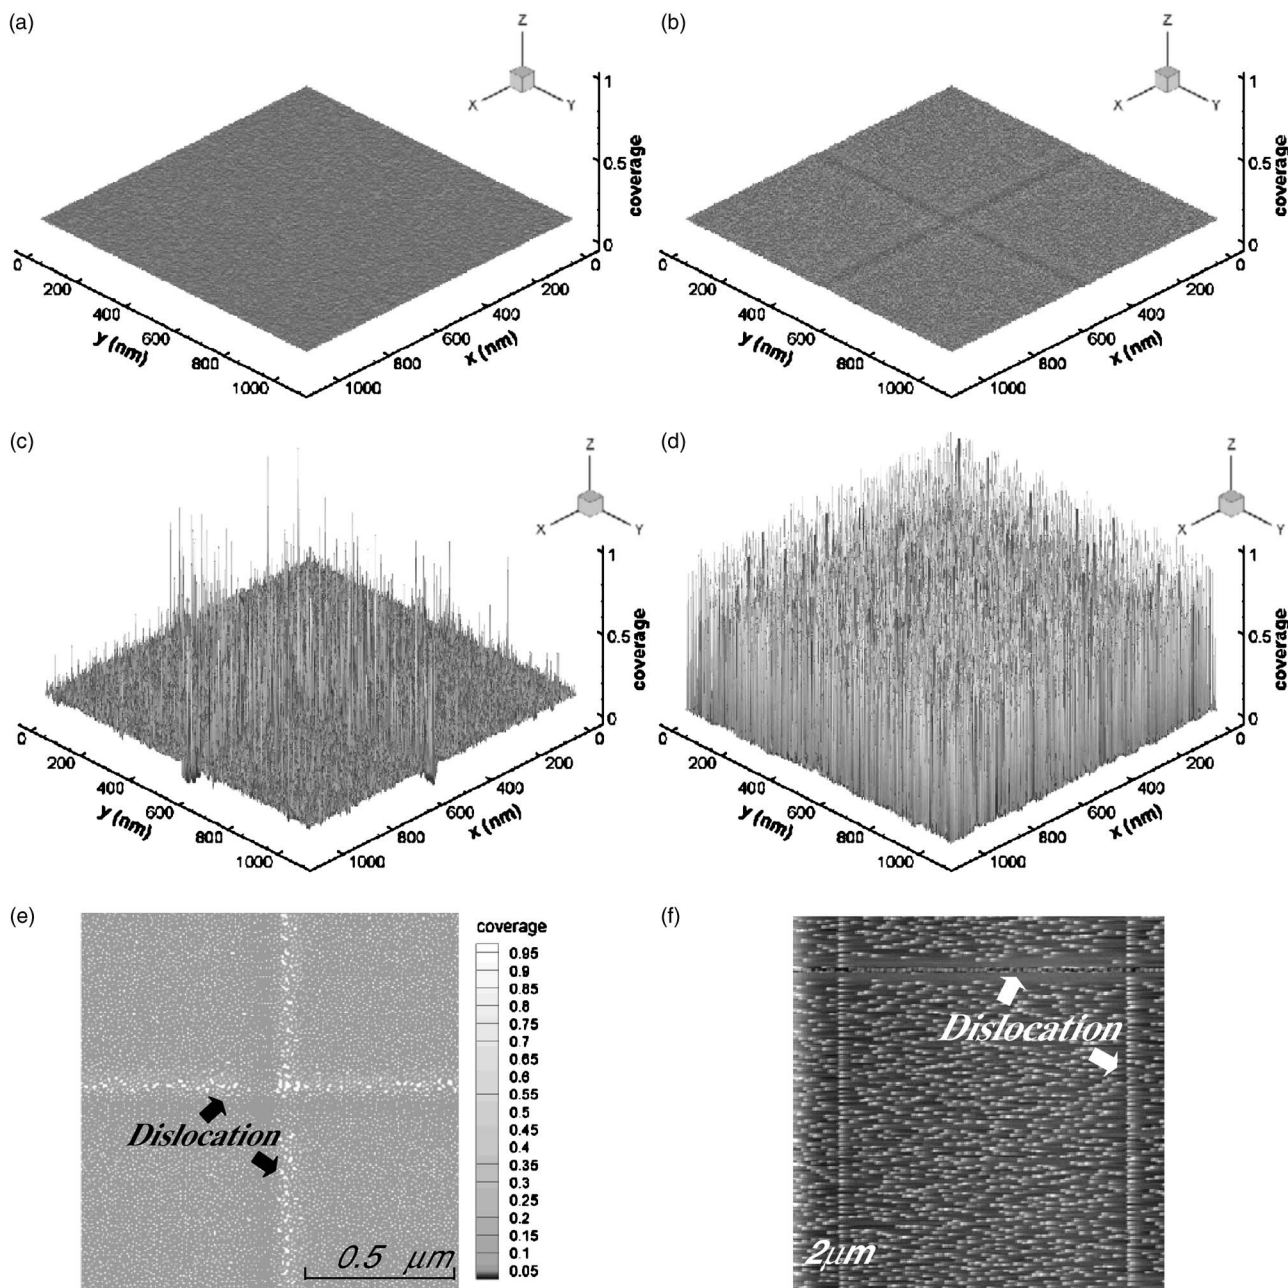 (a)
Z
X
Y
1
0.5
0
coverage
0
200
400
600
800
1000
y (nm)
0
200
400
600
800
1000
x (nm)
(b)
Z
X
Y
1
0.5
0
coverage
0
200
400
600
800
1000
y (nm)
0
200
400
600
800
1000
x (nm)
(c)
Z
X
Y
1
0.5
0
coverage
0
200
400
600
800
1000
y (nm)
0
200
400
600
800
1000
x (nm)
(d)
Z
X
Y
1
0.5
0
coverage
0
200
400
600
800
1000
y (nm)
0
200
400
600
800
1000
x (nm)
(e)
Dislocation
0.5 μm
coverage
0.95
0.9
0.85
0.8
0.75
0.7
0.65
0.6
0.55
0.5
0.45
0.4
0.35
0.3
0.25
0.2
0.15
0.1
0.05
(f)
Dislocation
2μm